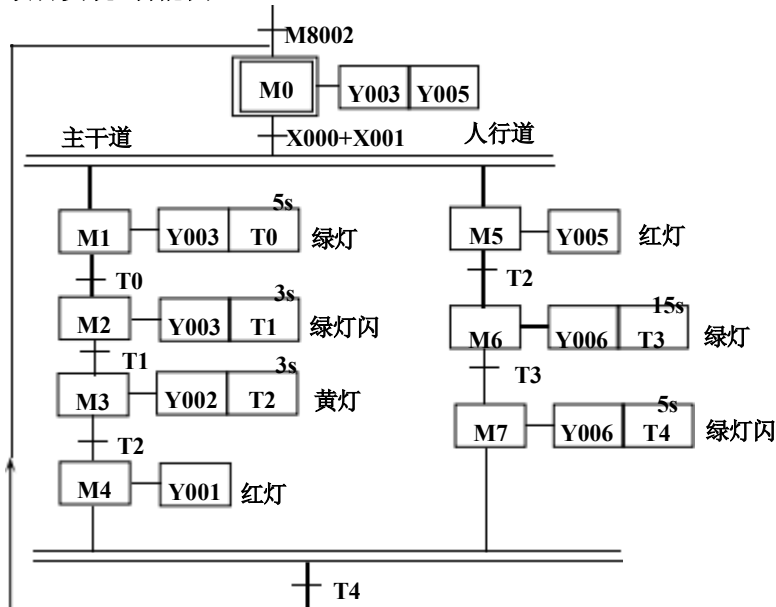 M8002
M0 Y003 Y005
主干道 X000+X001 人行道
5s
M1 Y003 T0 绿灯 M5 Y005 红灯
T0 T2
3s 15s
M2 Y003 T1 绿灯闪 M6 Y006 T3 绿灯
T1 T3
3s 5s
M3 Y002 T2 黄灯 M7 Y006 T4 绿灯闪
T2
M4 Y001 红灯
T4